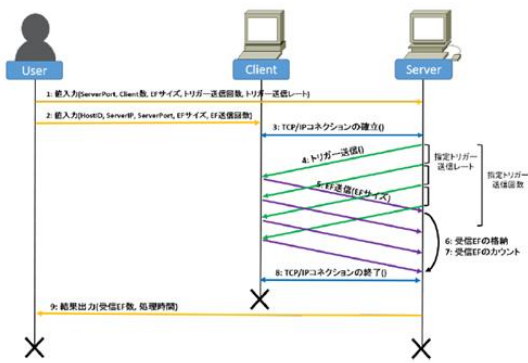 User
Client
Server
1: 値入力(ServerPort, Client数, EFサイズ, トリガー送信回数, トリガー送信レート)
2: 値入力(HostID, ServerIP, ServerPort, EFサイズ, EF送信回数)
3: TCP/IPコネクションの確立()
4: トリガー送信()
指定トリガー
送信レート
指定トリガー
送信回数
5: EF送信(EFサイズ)
6: 受信EFの格納
7: 受信EFのカウント
8: TCP/IPコネクションの終了()
9: 結果出力(受信EF数, 処理時間)